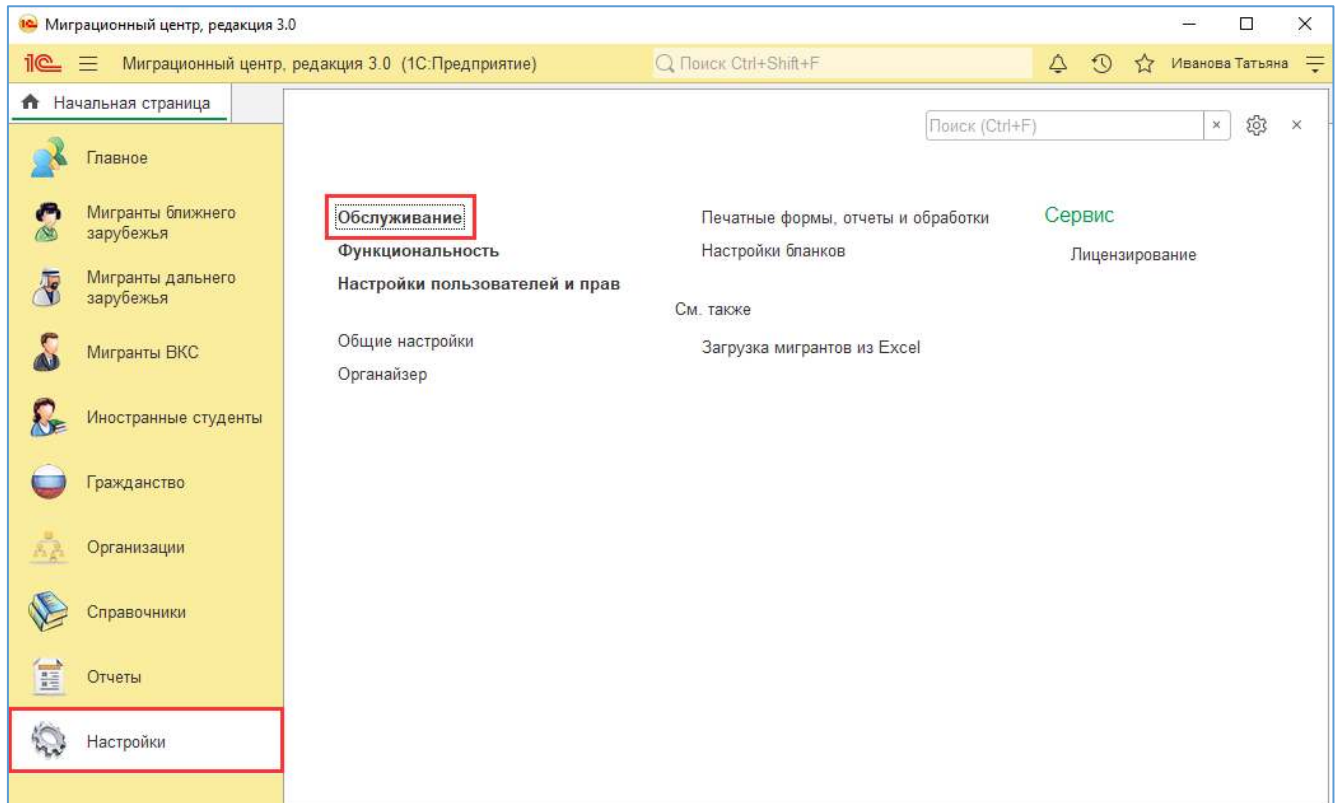 Миграционный центр, редакция 3.0
Миграционный центр, редакция 3.0 (1С:Предприятие)
Поиск Ctrl+Shift+F
Иванова Татьяна
Начальная страница
Поиск (Ctrl+F)
Главное
Мигранты ближнего
зарубежья
Мигранты дальнего
зарубежья
Мигранты ВКС
Иностранные студенты
Гражданство
Организации
Справочники
Отчеты
Настройки
Обслуживание
Функциональность
Настройки пользователей и прав
Общие настройки
Органайзер
Печатные формы, отчеты и обработки
Настройки бланков
См. также
Загрузка мигрантов из Excel
Сервис
Лицензирование